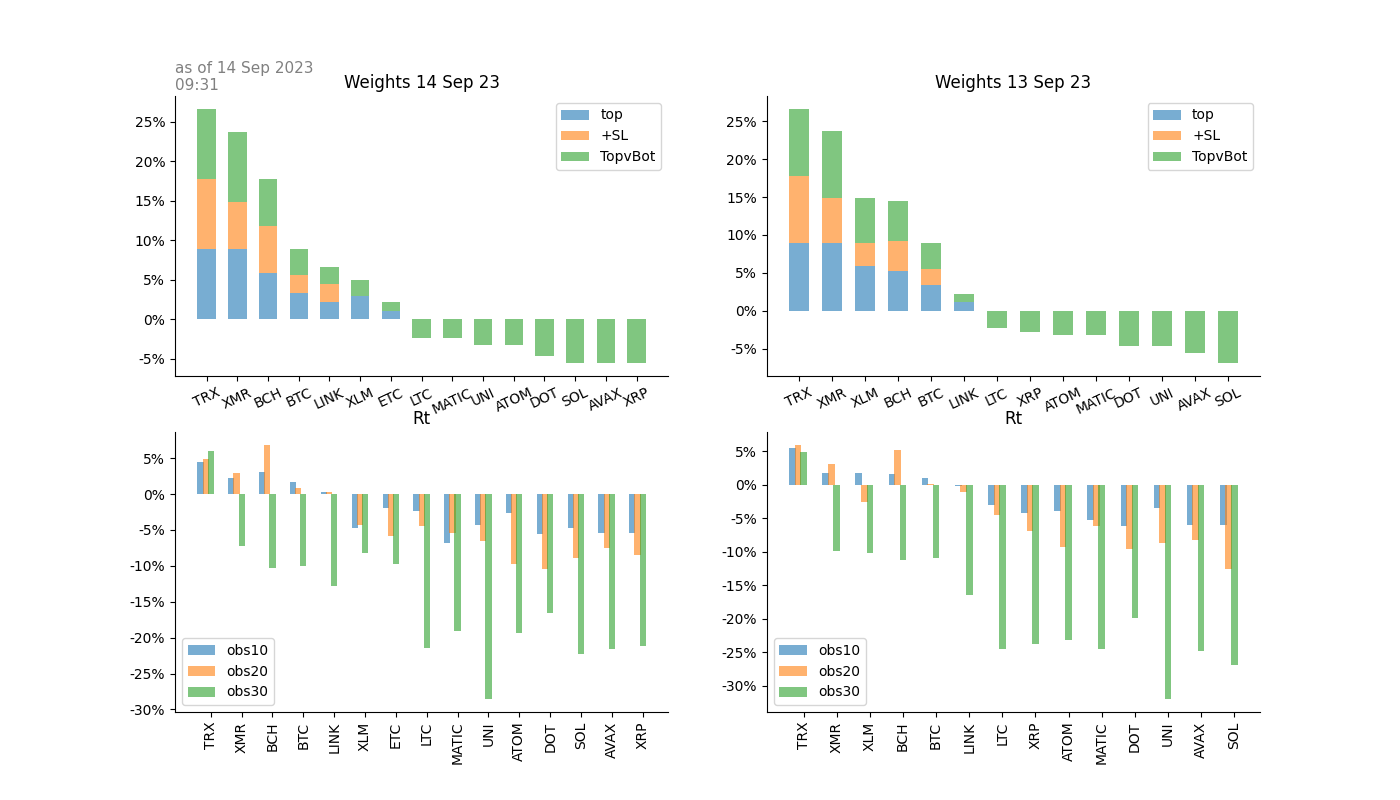 as of 14 Sep 2023
09:31
Weights 14 Sep 23
25%
20%
15%
10%
5%
0%
-5%
top
+SL
TopvBot
TRX XMR BCH BTC LINK XLM ETC LTC MATIC UNI ATOM DOT SOL AVAX XRP
Weights 13 Sep 23
25%
20%
15%
10%
5%
0%
-5%
top
+SL
TopvBot
TRX XMR XLM BCH BTC LINK LTC XRP ATOM MATIC DOT UNI AVAX SOL
Rt
5%
0%
-5%
-10%
-15%
-20%
-25%
-30%
obs10
obs20
obs30
TRX XMR BCH BTC LINK XLM ETC LTC MATIC UNI ATOM DOT SOL AVAX XRP
Rt
5%
0%
-5%
-10%
-15%
-20%
-25%
-30%
obs10
obs20
obs30
TRX XMR XLM BCH BTC LINK LTC XRP ATOM MATIC DOT UNI AVAX SOL